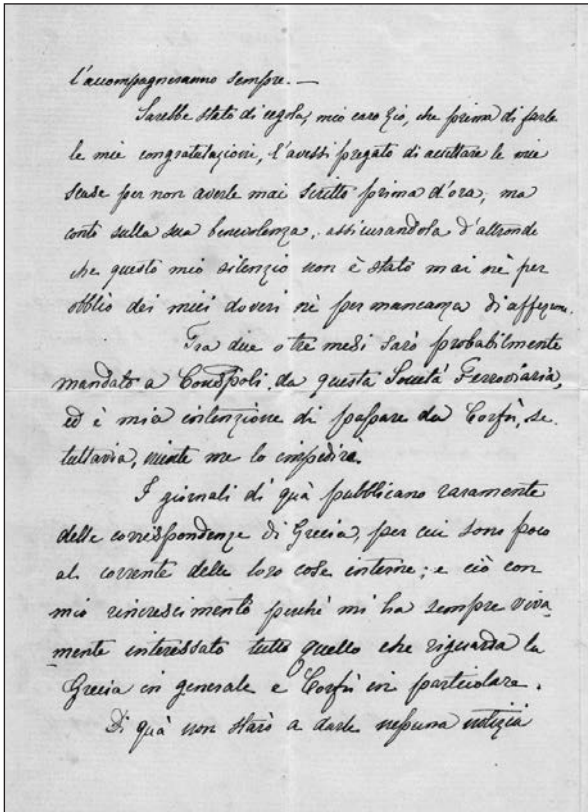 l'accompagneranno sempre. —
Sarebbe stato di regola, mio caro Zio, che prima di farle
le mie congratulazioni, l'avessi pregato di accettare le mie
scuse per non averle mai scritto prima d'ora; ma
conto sulla sua benevolenza, assicurandola d'altronde
che questo mio silenzio non è stato mai nè per
obblio dei miei doveri nè per mancanza di affezione.
Fra due o tre mesi sarò probabilmente
mandato a Couspoli da questa Società Ferroviaria,
ed è mia intenzione di passare da Corfù, se
tuttavia, niente me lo impedirà.
I giornali di quà pubblicano raramente
delle corrispondenze di Grecia, per cui sono poco
al corrente delle loro cose interne; e ciò con
mio rincrescimento perchè mi ha sempre viva-
mente interessato tutto quello che riguarda la
Grecia in generale e Corfù in particolare.
Di quà non starò a darle nessuna notizia